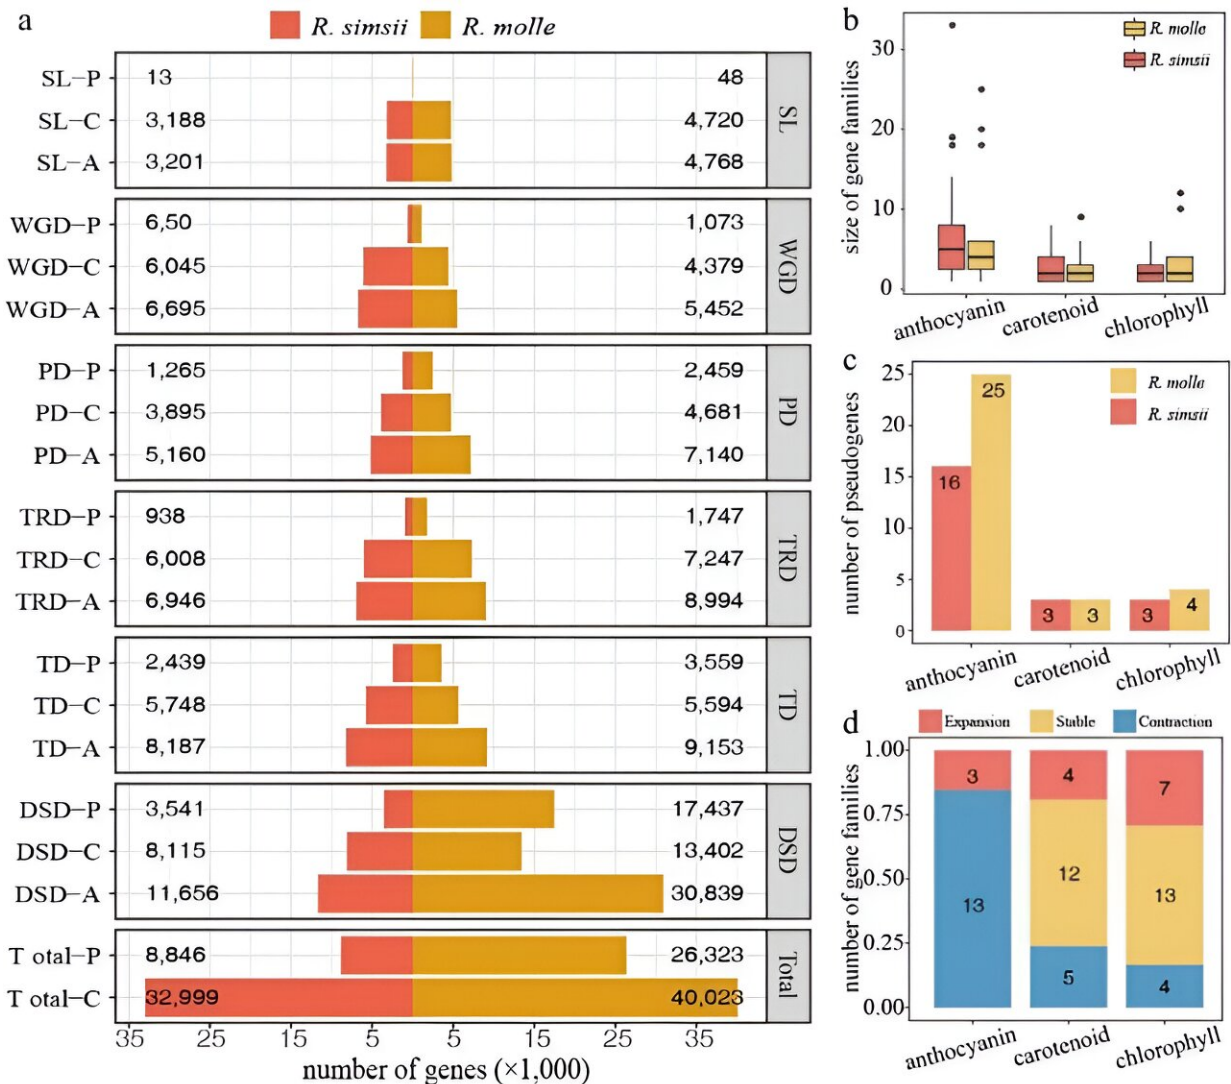 a
R. simsii R. molle
SL-P 13 48
SL-C 3,188 4,720
SL-A 3,201 4,768
SL
WGD-P 6,50 1,073
WGD-C 6,045 4,379
WGD-A 6,695 5,452
WGD
PD-P 1,265 2,459
PD-C 3,895 4,681
PD-A 5,160 7,140
PD
TRD-P 938 1,747
TRD-C 6,008 7,247
TRD-A 6,946 8,994
TRD
TD-P 2,439 3,559
TD-C 5,748 5,594
TD-A 8,187 9,153
TD
DSD-P 3,541 17,437
DSD-C 8,115 13,402
DSD-A 11,656 30,839
DSD
T otal-P 8,846 26,323
T otal-C 32,999 40,023
Total
35 25 15 5 5 15 25 35
number of genes (×1,000)
b
R. molle
R. simsii
size of gene families
30
20
10
0
anthocyanin carotenoid chlorophyll
c
R. molle
R. simsii
number of pseudogenes
25
20
15
10
5
0
16 25 3 3 3 4
anthocyanin carotenoid chlorophyll
d
Expansion Stable Contraction
number of gene families
1.00
0.75
0.50
0.25
0.00
3 4 7
12 13
13 5 4
anthocyanin carotenoid chlorophyll